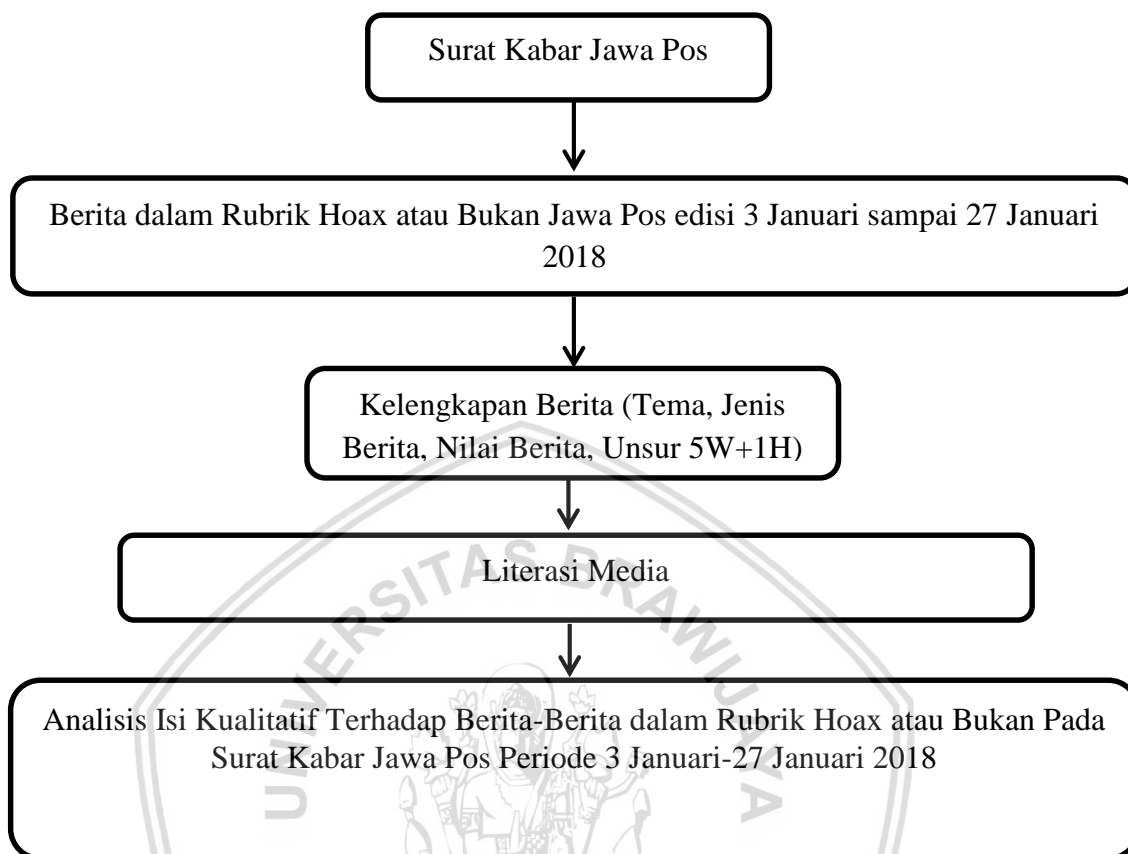 Surat Kabar Jawa Pos
Berita dalam Rubrik Hoax atau Bukan Jawa Pos edisi 3 Januari sampai 27 Januari
2018
Kelengkapan Berita (Tema, Jenis
Berita, Nilai Berita, Unsur 5W+1H)
Literasi Media
Analisis Isi Kualitatif Terhadap Berita-Berita dalam Rubrik Hoax atau Bukan Pada
Surat Kabar Jawa Pos Periode 3 Januari-27 Januari 2018
UNIVERSITAS BRAWIJAYA